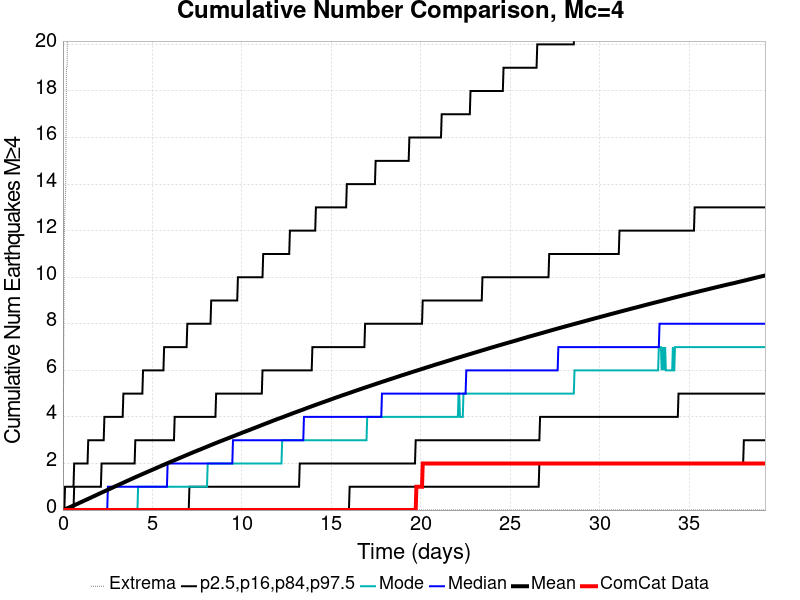 Cumulative Number Comparison, Mc=4
Cumulative Num Earthquakes M≥4
20
18
16
14
12
10
8
6
4
2
0
0 5 10 15 20 25 30 35
Time (days)
Extrema p2.5,p16,p84,p97.5 Mode Median Mean ComCat Data